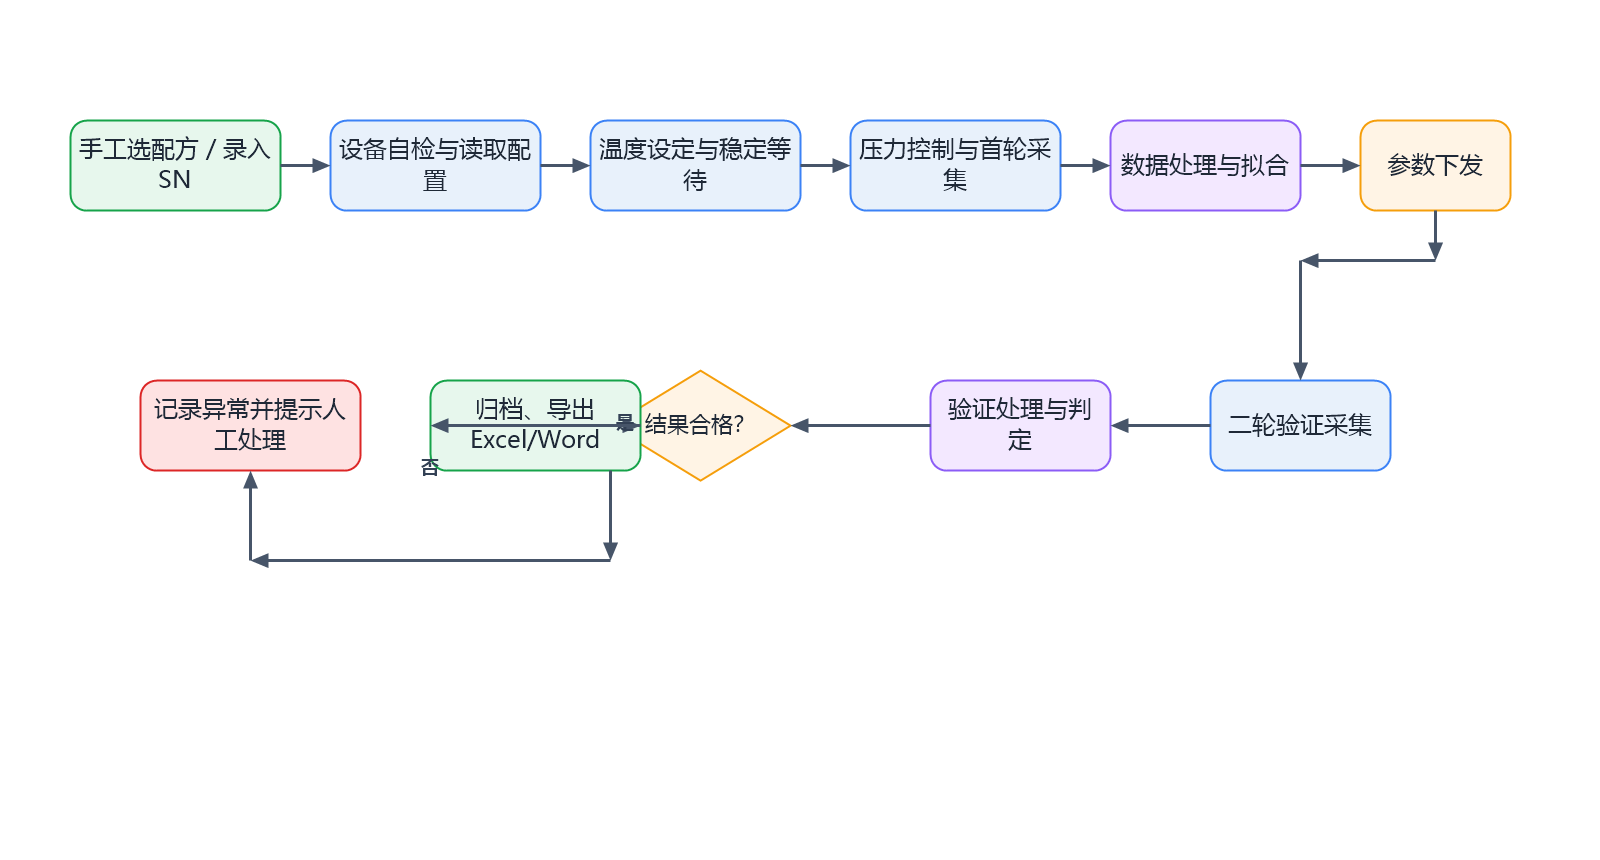 手工选配方 / 录入
SN
设备自检与读取配
置
温度设定与稳定等
待
压力控制与首轮采
集
数据处理与拟合
参数下发
记录异常并提示人
工处理
归档、导出
Excel/Word
是
否
结果合格?
验证处理与判
定
二轮验证采集